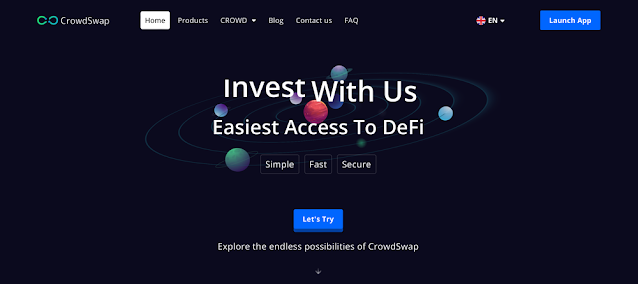 CrowdSwap Home Products CROWD Blog Contact us FAQ EN Launch App
Invest With Us
Easiest Access To DeFi
Simple Fast Secure
Let's Try
Explore the endless possibilities of CrowdSwap